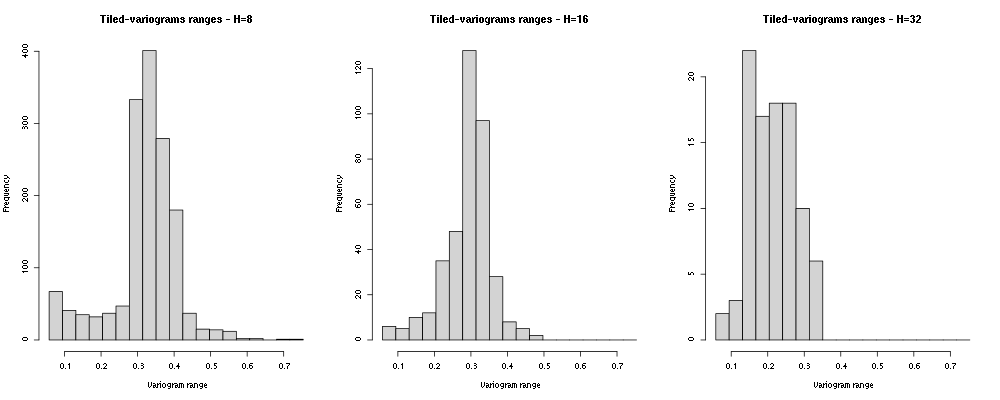 Tiled-variograms ranges - H=8
Frequency
0
100
200
300
400
0.1 0.2 0.3 0.4 0.5 0.6 0.7
Variogram range
Tiled-variograms ranges - H=16
Frequency
0
20
40
60
80
100
120
0.1 0.2 0.3 0.4 0.5 0.6 0.7
Variogram range
Tiled-variograms ranges - H=32
Frequency
0
5
10
15
20
0.1 0.2 0.3 0.4 0.5 0.6 0.7
Variogram range